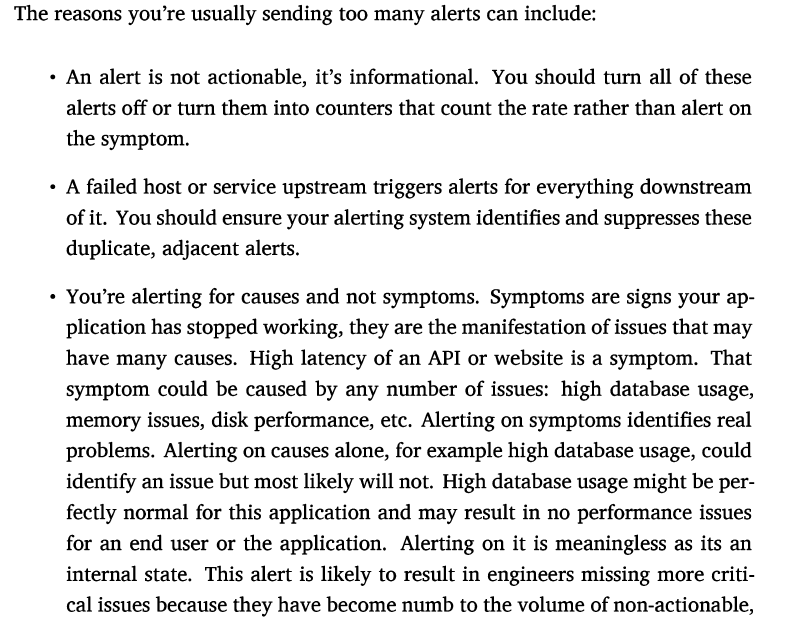 The reasons you’re usually sending too many alerts can include:
• An alert is not actionable, it’s informational. You should turn all of these
alerts off or turn them into counters that count the rate rather than alert on
the symptom.
• A failed host or service upstream triggers alerts for everything downstream
of it. You should ensure your alerting system identifies and suppresses these
duplicate, adjacent alerts.
• You’re alerting for causes and not symptoms. Symptoms are signs your ap-
plication has stopped working, they are the manifestation of issues that may
have many causes. High latency of an API or website is a symptom. That
symptom could be caused by any number of issues: high database usage,
memory issues, disk performance, etc. Alerting on symptoms identifies real
problems. Alerting on causes alone, for example high database usage, could
identify an issue but most likely will not. High database usage might be per-
fectly normal for this application and may result in no performance issues
for an end user or the application. Alerting on it is meaningless as its an
internal state. This alert is likely to result in engineers missing more criti-
cal issues because they have become numb to the volume of non-actionable,